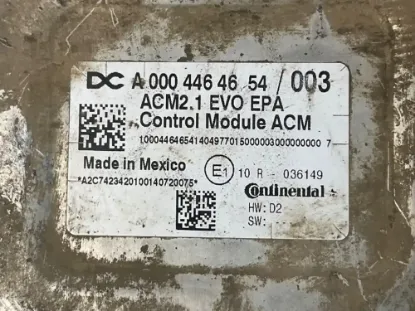 DC A 000 446 46 54 / 003
ACM2.1 EVO EPA
Control Module ACM
10004464654140497701500000300000000 7
Made in Mexico
E1 10 R - 036149
*A2C7423420100140720075*
Continental
HW: D2
SW: